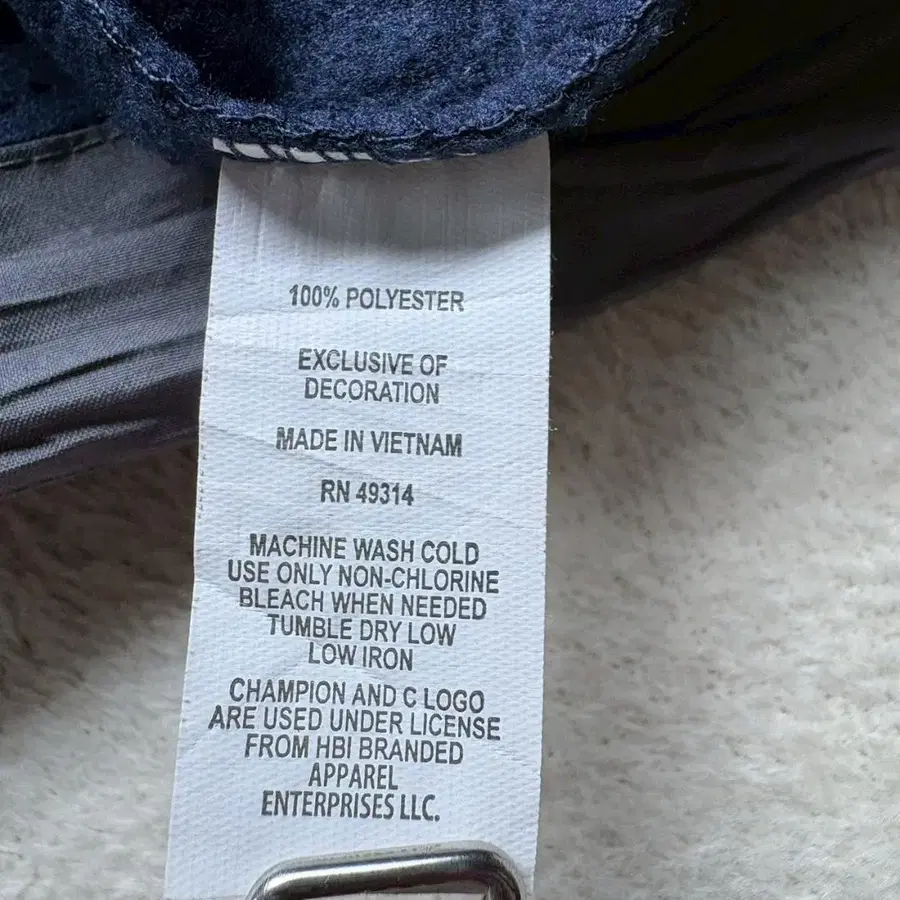 100% POLYESTER
EXCLUSIVE OF
DECORATION
MADE IN VIETNAM
RN 49314
MACHINE WASH COLD
USE ONLY NON-CHLORINE
BLEACH WHEN NEEDED
TUMBLE DRY LOW
LOW IRON
CHAMPION AND C LOGO
ARE USED UNDER LICENSE
FROM HBI BRANDED
APPAREL
ENTERPRISES LLC.